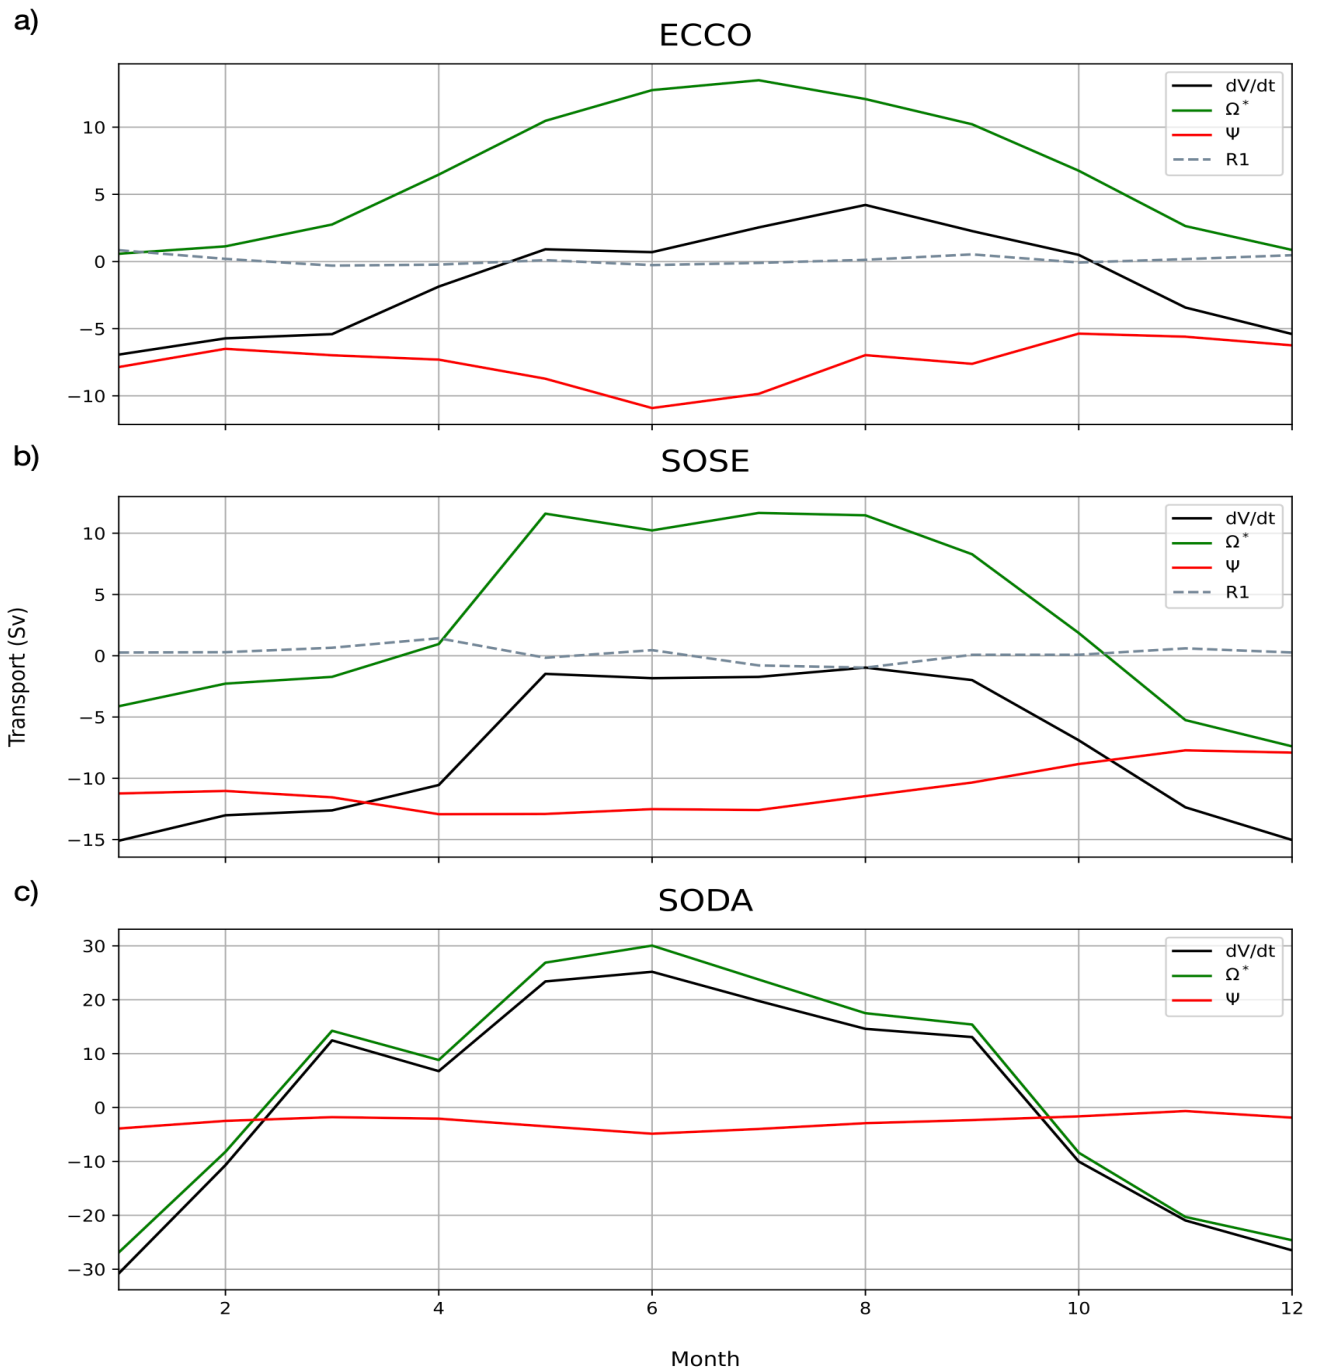 a)
ECCO
dV/dt
Ω*
Ψ
R1
10
5
0
−5
−10
b)
SOSE
dV/dt
Ω*
Ψ
R1
10
5
0
−5
−10
−15
Transport (Sv)
c)
SODA
dV/dt
Ω*
Ψ
30
20
10
0
−10
−20
−30
2 4 6 8 10 12
Month